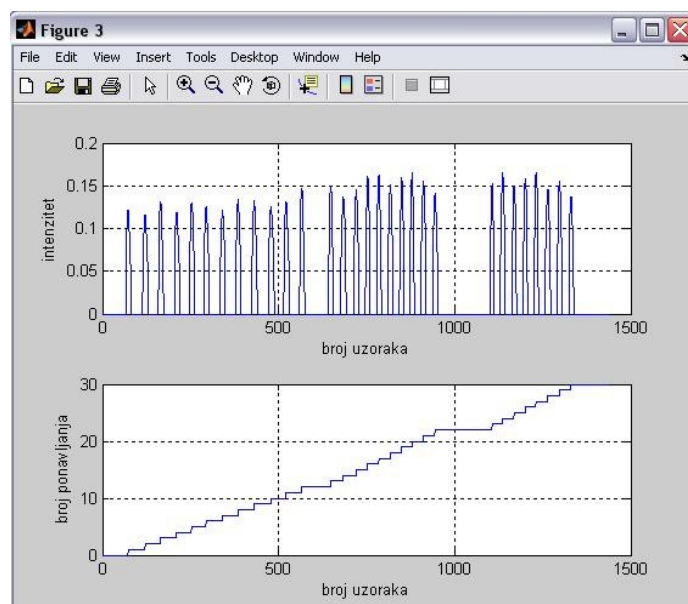 Figure 3
File Edit View Insert Tools Desktop Window Help
0.2
0.15
0.1
0.05
0
intenzitet
0 500 1000 1500
broj uzoraka
30
20
10
0
broj ponavljanja
0 500 1000 1500
broj uzoraka